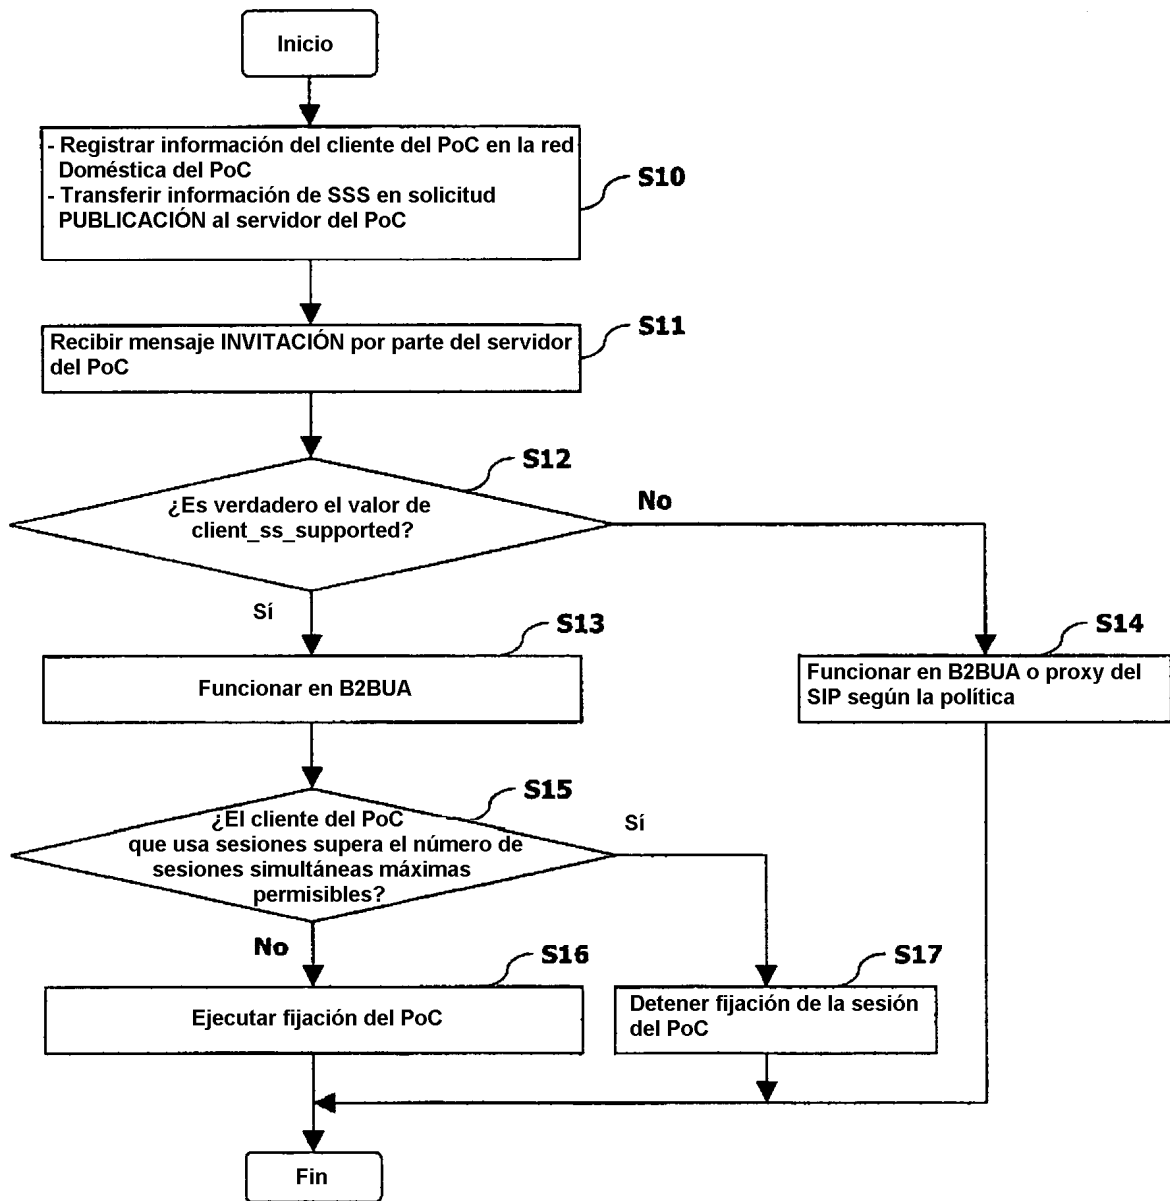 Inicio
- Registrar información del cliente del PoC en la red
Doméstica del PoC
- Transferir información de SSS en solicitud
PUBLICACIÓN al servidor del PoC
S10
S11
Recibir mensaje INVITACIÓN por parte del servidor
del PoC
S12
¿Es verdadero el valor de
client_ss_supported?
No
Sí
S13
Funcionar en B2BUA
S14
Funcionar en B2BUA o proxy del
SIP según la política
S15
¿El cliente del PoC
que usa sesiones supera el número de
sesiones simultáneas máximas
permisibles?
Sí
No
S16
Ejecutar fijación del PoC
S17
Detener fijación de la sesión
del PoC
Fin